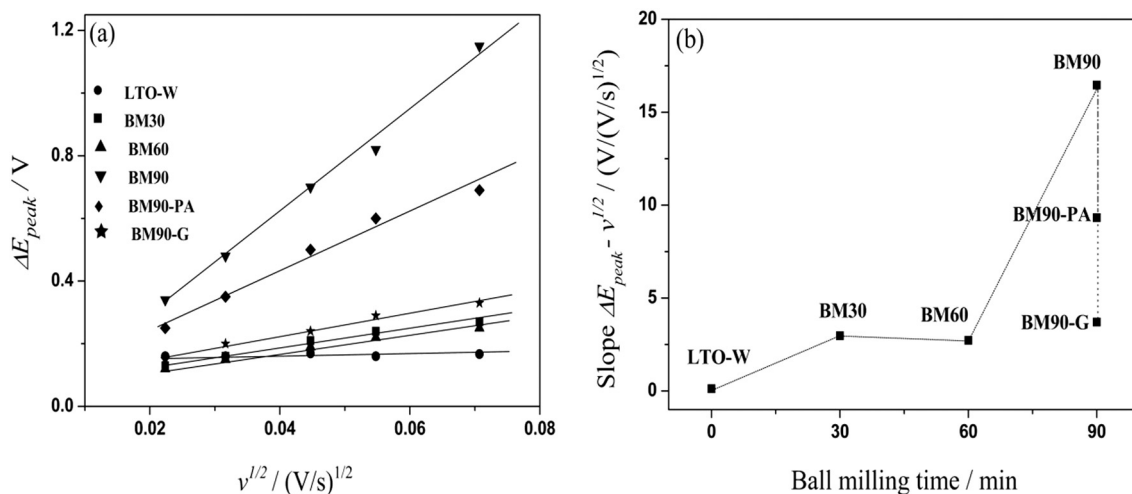 (a)
1.2
0.8
0.4
0.0
ΔE_peak / V
LTO-W
BM30
BM60
BM90
BM90-PA
BM90-G
0.02 0.04 0.06 0.08
v^1/2 / (V/s)^1/2
(b)
20
15
10
5
0
Slope ΔE_peak - v^1/2 / (V/(V/s)^1/2)
BM90
BM90-PA
BM90-G
BM30
BM60
LTO-W
0 30 60 90
Ball milling time / min